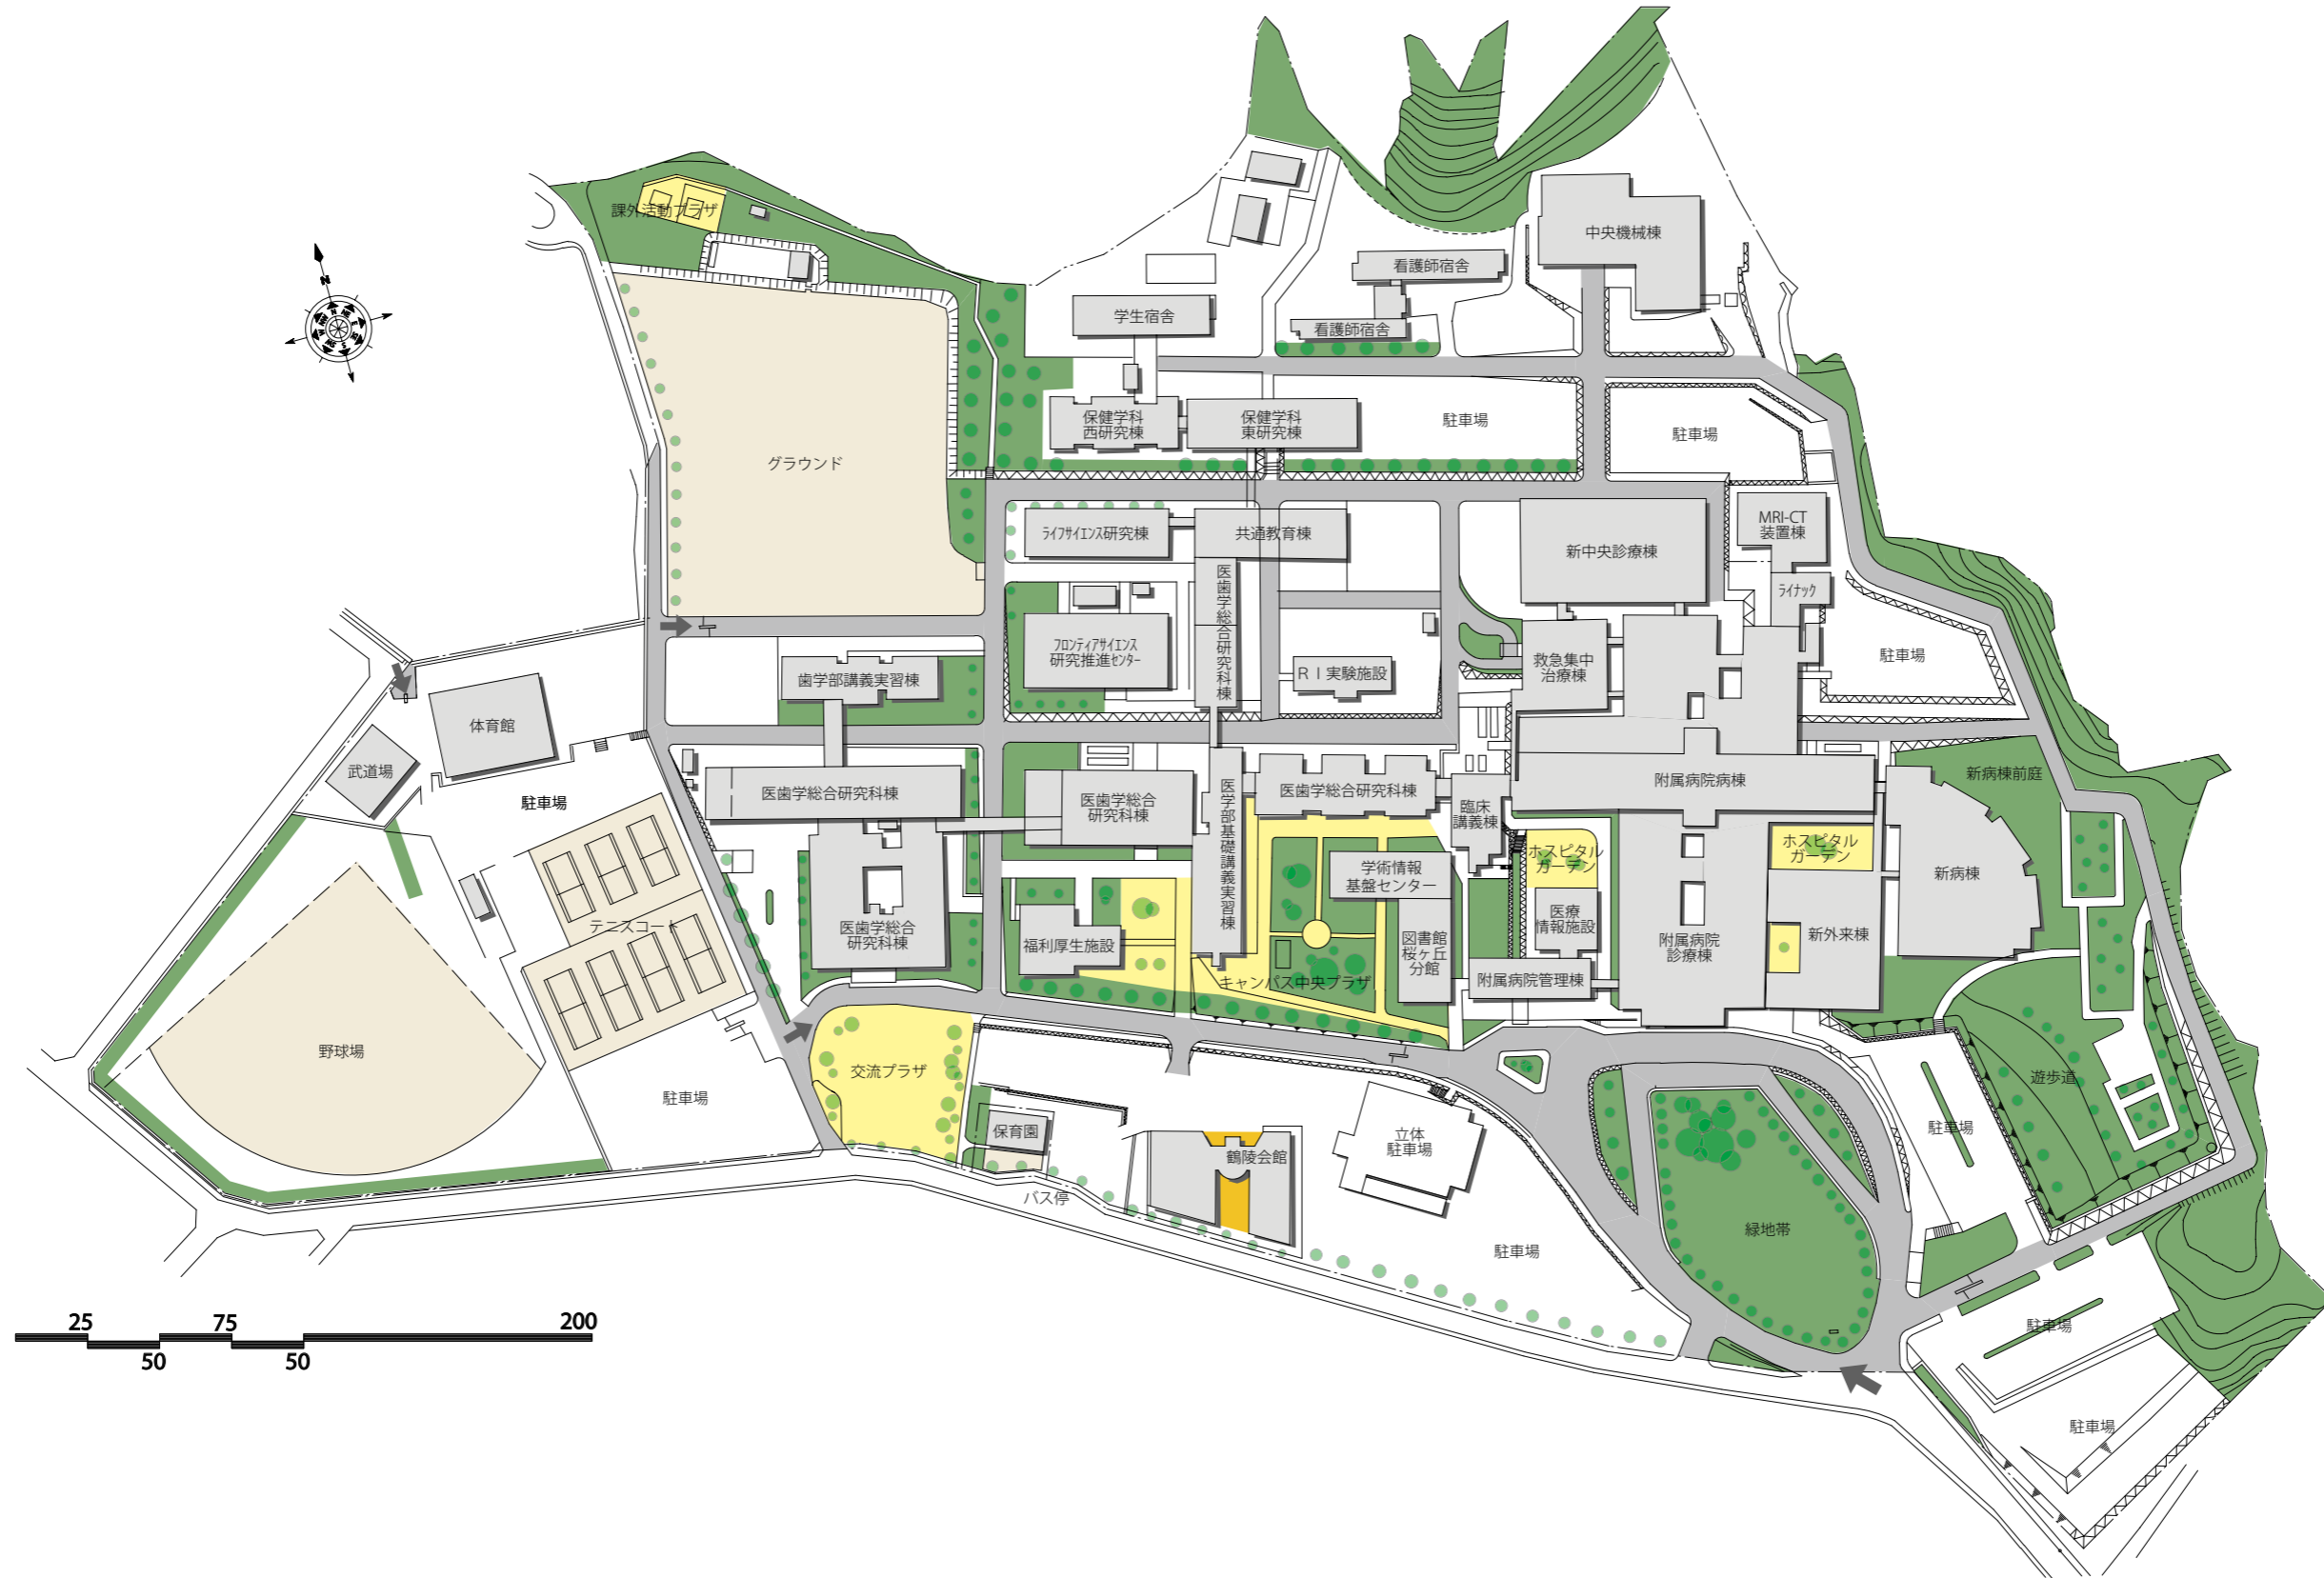 課外活動プラザ
中央機械棟
看護師宿舎
学生宿舎
看護師宿舎
保健学科
西研究棟
保健学科
東研究棟
駐車場
駐車場
グラウンド
ライフサイエンス研究棟
共通教育棟
新中央診療棟
MRI-CT
装置棟
ライナック
医歯学総合研究科棟
フロンティアサイエンス
研究推進センター
RI実験施設
救急集中
治療棟
駐車場
歯学部講義実習棟
体育館
武道場
駐車場
医歯学総合研究科棟
医歯学総合
研究科棟
医学部基礎講義実習棟
医歯学総合研究科棟
臨床
講義棟
附属病院病棟
新病棟前庭
ホスピタル
ガーデン
ホスピタル
ガーデン
学術情報
基盤センター
新病棟
テニスコート
医歯学総合
研究科棟
福利厚生施設
キャンパス中央プラザ
図書館
桜ヶ丘
分館
医療
情報施設
附属病院管理棟
附属病院
診療棟
新外来棟
野球場
駐車場
交流プラザ
保育園
バス停
鶴陵会館
立体
駐車場
駐車場
緑地帯
駐車場
遊歩道
駐車場
駐車場
25
75
200
50
50